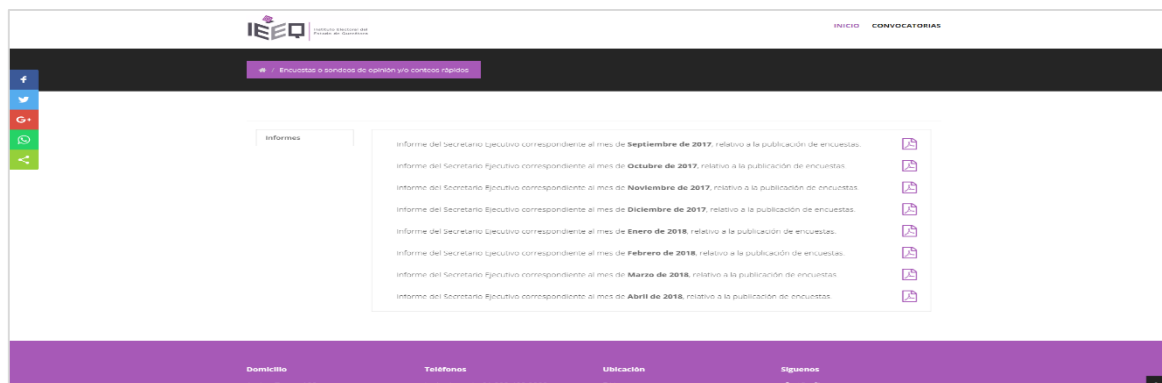 IEEQ
Instituto Electoral del
Estado de Querétaro
INICIO CONVOCATORIAS
/ Encuestas o sondeos de opinión y/o conteos rápidos
Informes
Informe del Secretario Ejecutivo correspondiente al mes de Septiembre de 2017, relativo a la publicación de encuestas.
Informe del Secretario Ejecutivo correspondiente al mes de Octubre de 2017, relativo a la publicación de encuestas.
Informe del Secretario Ejecutivo correspondiente al mes de Noviembre de 2017, relativo a la publicación de encuestas.
Informe del Secretario Ejecutivo correspondiente al mes de Diciembre de 2017, relativo a la publicación de encuestas.
Informe del Secretario Ejecutivo correspondiente al mes de Enero de 2018, relativo a la publicación de encuestas.
Informe del Secretario Ejecutivo correspondiente al mes de Febrero de 2018, relativo a la publicación de encuestas.
Informe del Secretario Ejecutivo correspondiente al mes de Marzo de 2018, relativo a la publicación de encuestas.
Informe del Secretario Ejecutivo correspondiente al mes de Abril de 2018, relativo a la publicación de encuestas.
Domicilio Teléfonos Ubicación Siguenos